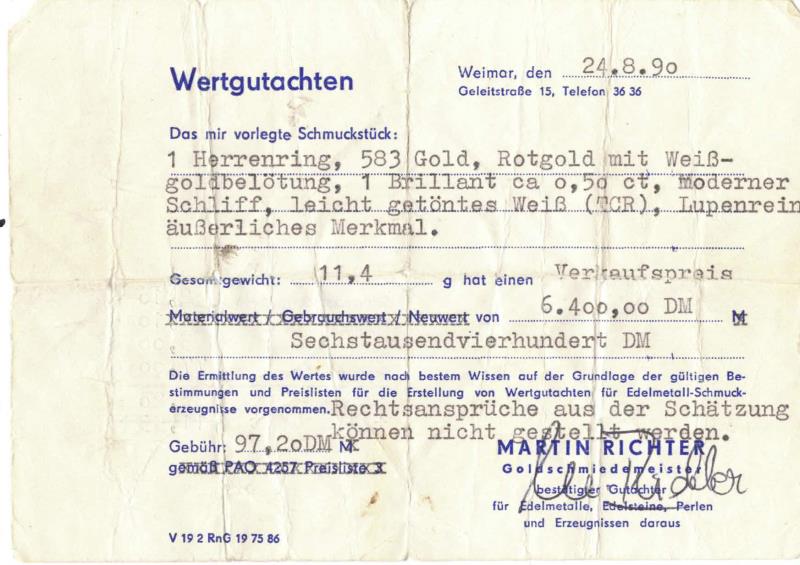 Wertgutachten
Weimar, den 24.8.90
Geleitstraße 15, Telefon 36 36
Das mir vorlegte Schmuckstück:
1 Herrenring, 583 Gold, Rotgold mit Weiß-
goldbelötung, 1 Brillant ca o,5o ct, moderner
Schliff, leicht getöntes Weiß (TCR), Lupenrein
äußerliches Merkmal.
Gesamtgewicht: 11,4 g hat einen Verkaufspreis
Materialwert / Gebrauchswert / Neuwert von 6.4oo,oo DM M
Sechstausendvierhundert DM
Die Ermittlung des Wertes wurde nach bestem Wissen auf der Grundlage der gültigen Be-
stimmungen und Preislisten für die Erstellung von Wertgutachten für Edelmetall-Schmuck-
erzeugnisse vorgenommen. Rechtsansprüche aus der Schätzung
können nicht gestellt werden.
Gebühr: 97,2oDM M
gemäß PAO 4257 Preisliste 3
MARTIN RICHTER
Goldschmiedemeister
bestätigter Gutachter
für Edelmetalle, Edelsteine, Perlen
und Erzeugnissen daraus
V 19 2 RnG 19 75 86